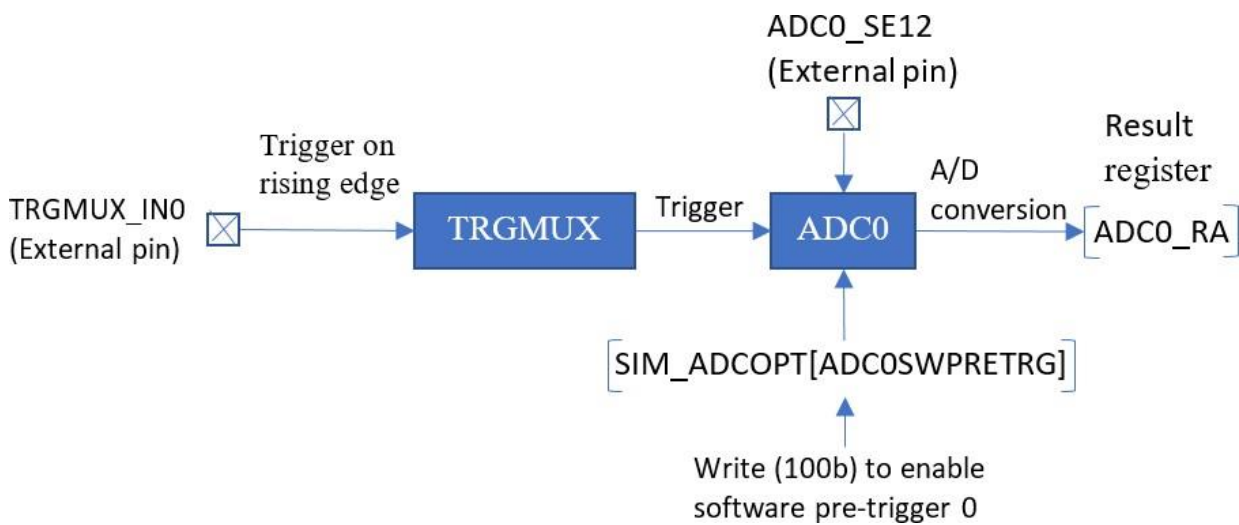 ADC0_SE12
(External pin)
Trigger on
rising edge
TRGMUX_IN0
(External pin)
TRGMUX
Trigger
ADC0
A/D
conversion
Result
register
ADC0_RA
SIM_ADCOPT[ADC0SWPRETRG]
Write (100b) to enable
software pre-trigger 0